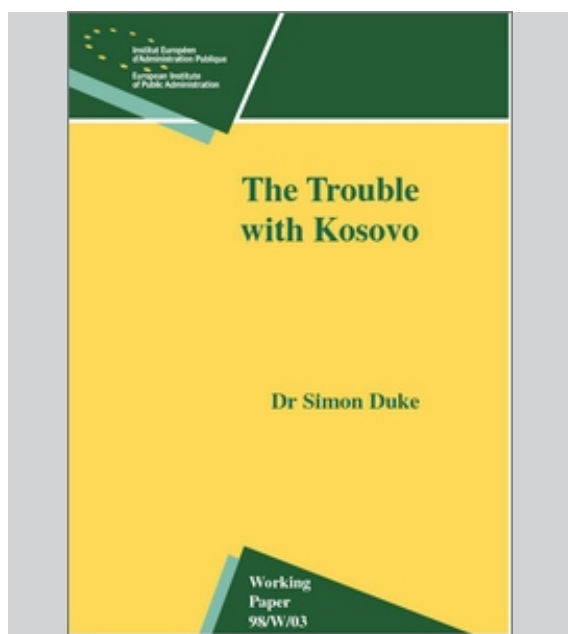 Institut Européen
d'Administration Publique
European Institute
of Public Administration
The Trouble
with Kosovo
Dr Simon Duke
Working
Paper
98/W/03